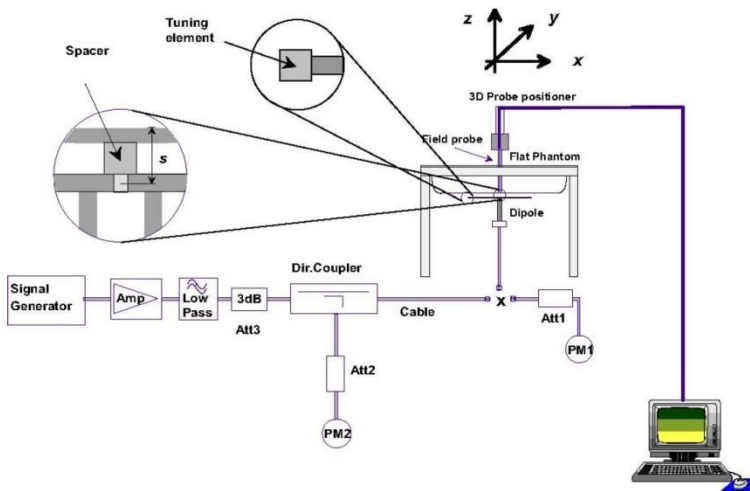 Tuning
element
Spacer
s
z
y
x
3D Probe positioner
Field probe
Flat Phantom
Dipole
Signal
Generator
Amp
Low
Pass
3dB
Att3
Dir.Coupler
Cable
x
Att1
PM1
Att2
PM2